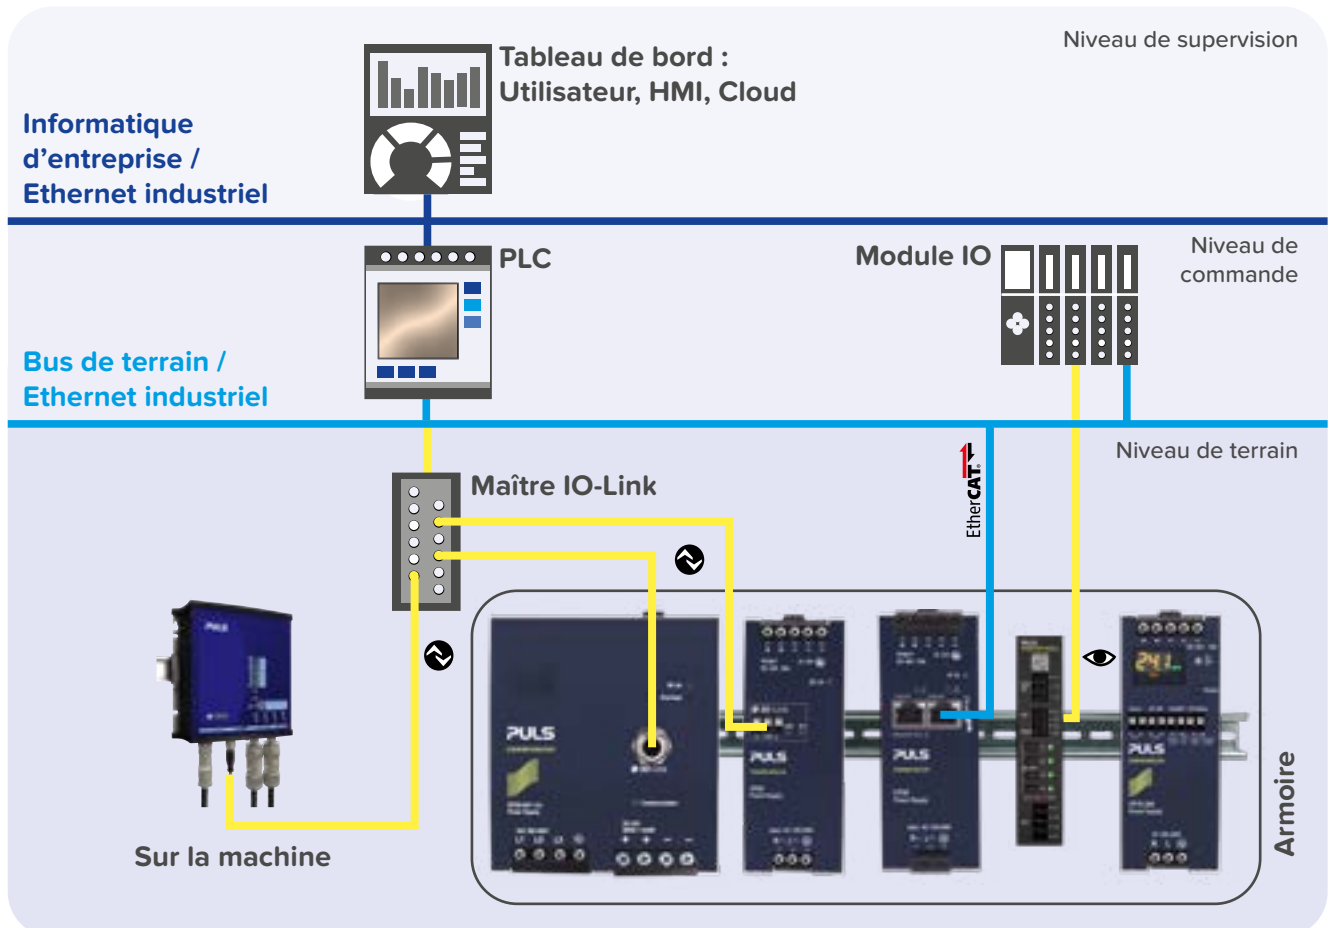 Niveau de supervision
Tableau de bord :
Utilisateur, HMI, Cloud
Informatique
d’entreprise /
Ethernet industriel
PLC
Module IO
Niveau de
commande
Bus de terrain /
Ethernet industriel
Niveau de terrain
Maître IO-Link
EtherCAT
PULS
PULS
PULS
PULS
PULS
241
Armoire
Sur la machine